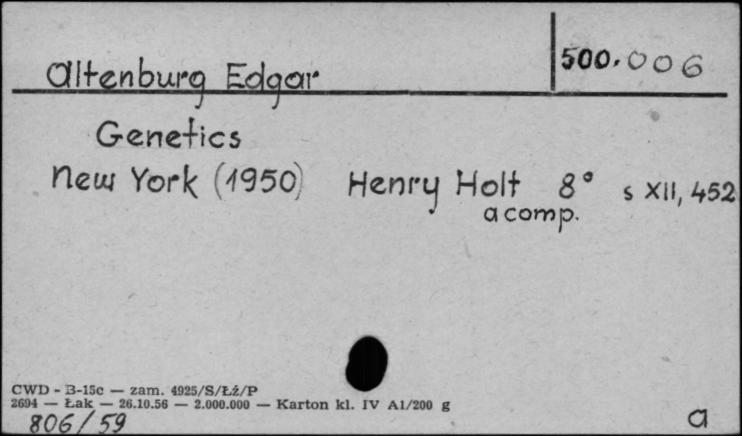 Altenburg Edgar 500.006
Genetics
New York (1950) Henry Holt 8° s XII, 452
a comp.
CWD - B-15c — zam. 4925/S/Łź/P
2694 — Łak — 26.10.56 — 2.000.000 — Karton kl. IV A1/200 g
806/59
a